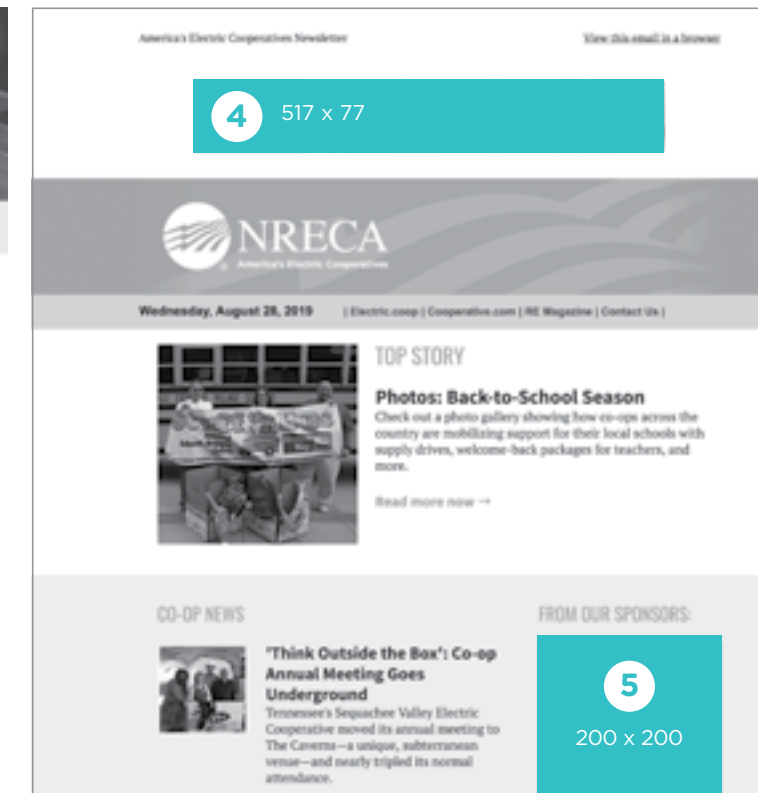 America's Electric Cooperatives Newsletter
View this email in a browser
4 517 x 77
NRECA
America's Electric Cooperatives
Wednesday, August 28, 2019 | Electric.coop | Cooperative.com | RE Magazine | Contact Us |
TOP STORY
Photos: Back-to-School Season
Check out a photo gallery showing how co-ops across the
country are mobilizing support for their local schools with
supply drives, welcome-back packages for teachers, and
more.
Read more now →
CO-OP NEWS
'Think Outside the Box': Co-op
Annual Meeting Goes
Underground
Tennessee's Sequachee Valley Electric
Cooperative moved its annual meeting to
The Caverns—a unique, subterranean
venue—and nearly tripled its normal
attendance.
FROM OUR SPONSORS:
5
200 x 200